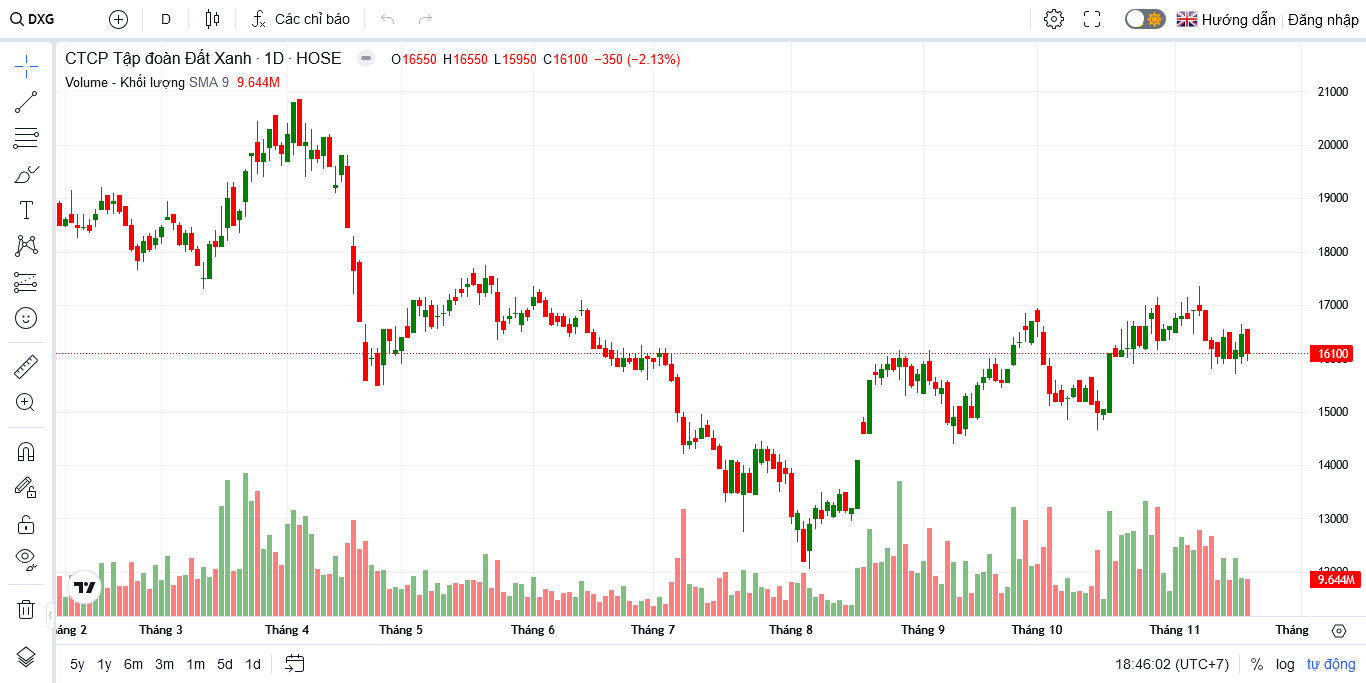 DXG D Các chỉ báo Hướng dẫn Đăng nhập
CTCP Tập đoàn Đất Xanh · 1D · HOSE O16550 H16550 L15950 C16100 −350 (−2.13%)
Volume - Khối lượng SMA 9 9.644M
21000
20000
19000
18000
17000
16100
15000
14000
13000
12000
9.644M
áng 2 Tháng 3 Tháng 4 Tháng 5 Tháng 6 Tháng 7 Tháng 8 Tháng 9 Tháng 10 Tháng 11 Tháng
5y 1y 6m 3m 1m 5d 1d 18:46:02 (UTC+7) % log tự động